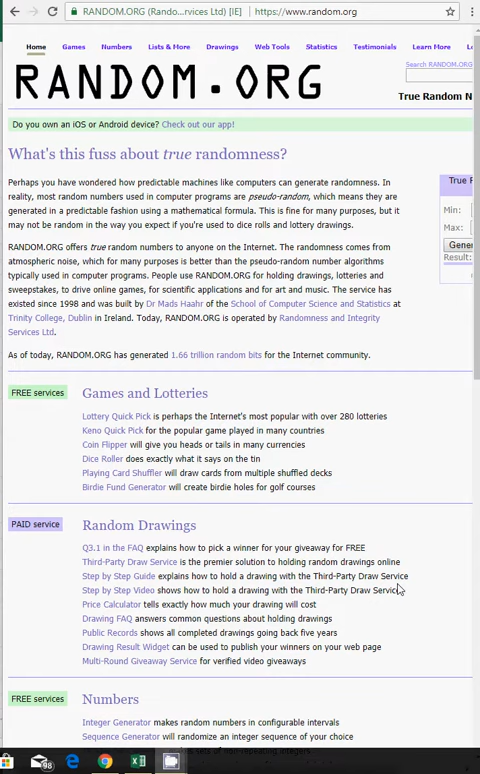 RANDOM.ORG (Rando...rvices Ltd) [IE] | https://www.random.org
Home Games Numbers Lists & More Drawings Web Tools Statistics Testimonials Learn More Lo
Search RANDOM.ORG
RANDOM.ORG
True Random N
Do you own an iOS or Android device? Check out our app!
What's this fuss about true randomness?
Perhaps you have wondered how predictable machines like computers can generate randomness. In
reality, most random numbers used in computer programs are pseudo-random, which means they are
generated in a predictable fashion using a mathematical formula. This is fine for many purposes, but it
may not be random in the way you expect if you're used to dice rolls and lottery drawings.
True R
Min:
Max:
Gener
Result:
RANDOM.ORG offers true random numbers to anyone on the Internet. The randomness comes from
atmospheric noise, which for many purposes is better than the pseudo-random number algorithms
typically used in computer programs. People use RANDOM.ORG for holding drawings, lotteries and
sweepstakes, to drive online games, for scientific applications and for art and music. The service has
existed since 1998 and was built by Dr Mads Haahr of the School of Computer Science and Statistics at
Trinity College, Dublin in Ireland. Today, RANDOM.ORG is operated by Randomness and Integrity
Services Ltd.
As of today, RANDOM.ORG has generated 1.66 trillion random bits for the Internet community.
FREE services
Games and Lotteries
Lottery Quick Pick is perhaps the Internet's most popular with over 280 lotteries
Keno Quick Pick for the popular game played in many countries
Coin Flipper will give you heads or tails in many currencies
Dice Roller does exactly what it says on the tin
Playing Card Shuffler will draw cards from multiple shuffled decks
Birdie Fund Generator will create birdie holes for golf courses
PAID service
Random Drawings
Q3.1 in the FAQ explains how to pick a winner for your giveaway for FREE
Third-Party Draw Service is the premier solution to holding random drawings online
Step by Step Guide explains how to hold a drawing with the Third-Party Draw Service
Step by Step Video shows how to hold a drawing with the Third-Party Draw Service
Price Calculator tells exactly how much your drawing will cost
Drawing FAQ answers common questions about holding drawings
Public Records shows all completed drawings going back five years
Drawing Result Widget can be used to publish your winners on your web page
Multi-Round Giveaway Service for verified video giveaways
FREE services
Numbers
Integer Generator makes random numbers in configurable intervals
Sequence Generator will randomize an integer sequence of your choice
98